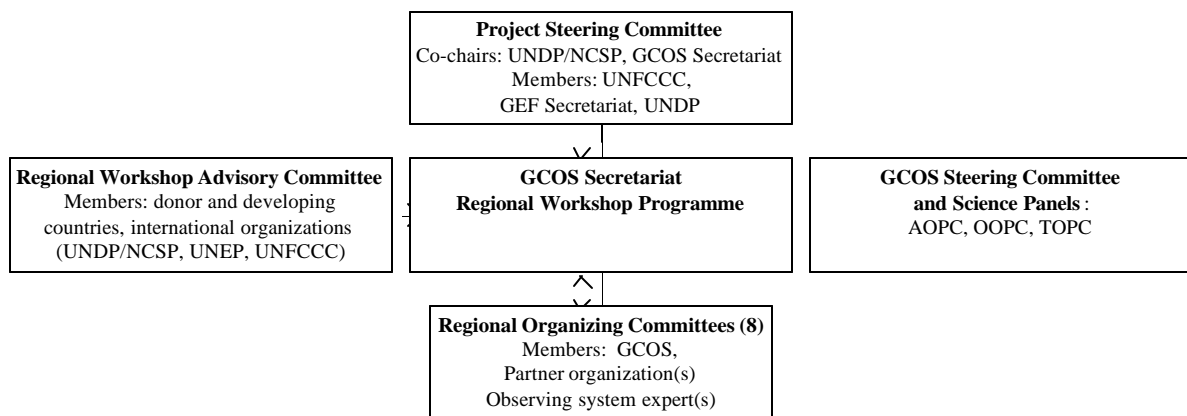 Project Steering Committee
Co-chairs: UNDP/NCSP, GCOS Secretariat
Members: UNFCCC,
GEF Secretariat, UNDP
Regional Workshop Advisory Committee
Members: donor and developing
countries, international organizations
(UNDP/NCSP, UNEP, UNFCCC)
GCOS Secretariat
Regional Workshop Programme
GCOS Steering Committee
and Science Panels :
AOPC, OOPC, TOPC
Regional Organizing Committees (8)
Members: GCOS,
Partner organization(s)
Observing system expert(s)